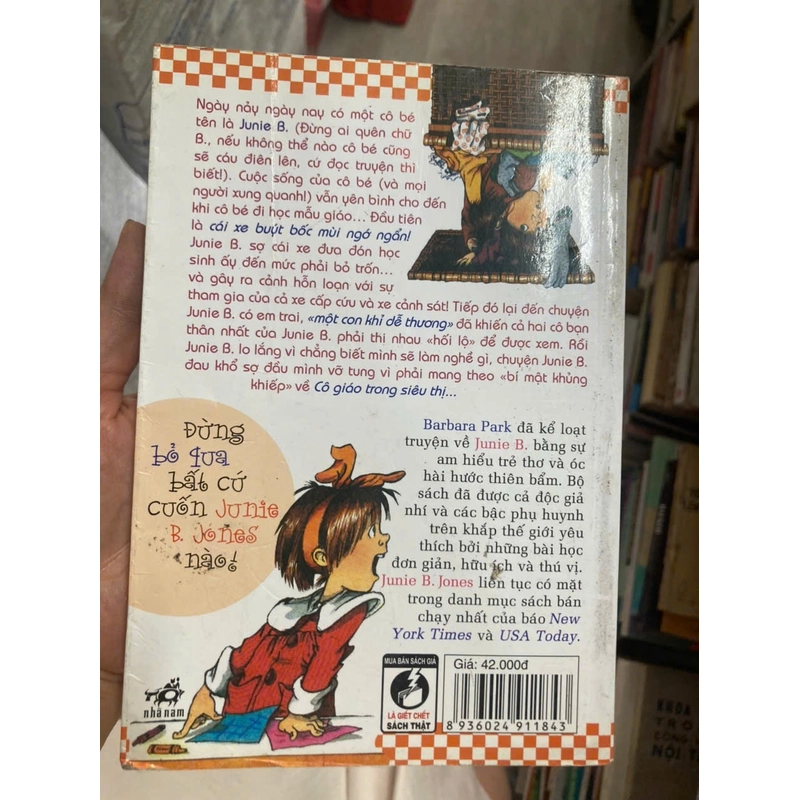 Ngày nảy ngày nay có một cô bé
tên là Junie B. (Đừng ai quên chữ
B., nếu không thể nào cô bé cũng
sẽ cáu điên lên, cứ đọc truyện thì
biết!). Cuộc sống của cô bé (và mọi
người xung quanh!) vẫn yên bình cho đến
khi cô bé đi học mẫu giáo... Đầu tiên
là cái xe buýt bốc mùi ngớ ngẩn!
Junie B. sợ cái xe đưa đón học
sinh ấy đến mức phải bỏ trốn...
và gây ra cảnh hỗn loạn với sự
tham gia của cả xe cấp cứu và xe cảnh sát! Tiếp đó lại đến chuyện
Junie B. có em trai, «một con khỉ dễ thương» đã khiến cả hai cô bạn
thân nhất của Junie B. phải thi nhau «hối lộ» để được xem. Rồi
Junie B. lo lắng vì chẳng biết mình sẽ làm nghề gì, chuyện Junie B.
đau khổ sợ đầu mình vỡ tung vì phải mang theo «bí mật khủng
khiếp» về Cô giáo trong siêu thị...
Đừng
bỏ qua
bất cứ
cuốn Junie
B. Jones
nào!
Barbara Park đã kể loạt
truyện về Junie B. bằng sự
am hiểu trẻ thơ và óc
hài hước thiên bẩm. Bộ
sách đã được cả độc giả
nhí và các bậc phụ huynh
trên khắp thế giới yêu
thích bởi những bài học
đơn giản, hữu ích và thú vị.
Junie B. Jones liên tục có mặt
trong danh mục sách bán
chạy nhất của báo New
York Times và USA Today.
nhã nam
MUA BÁN SÁCH GIẢ
LÀ GIẾT CHẾT
SÁCH THẬT
Giá: 42.000đ
8 936024 911843
KHOA
TRO
CÔNG
NỘI T